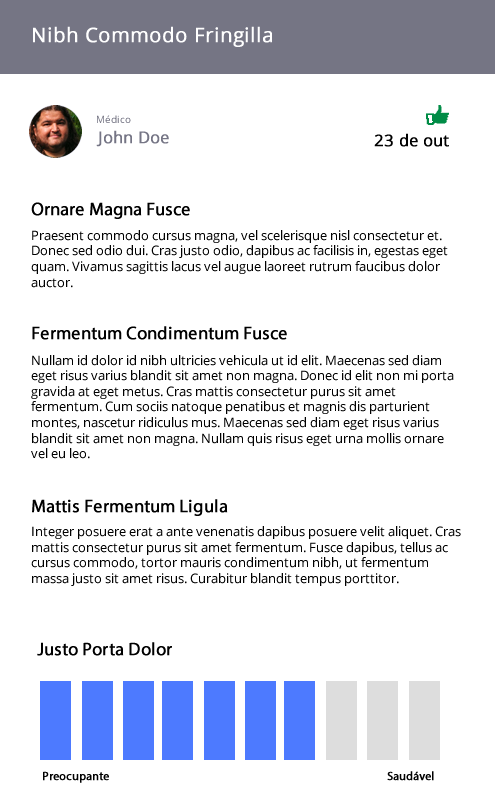 Nibh Commodo Fringilla
Médico
John Doe
23 de out
Ornare Magna Fusce
Praesent commodo cursus magna, vel scelerisque nisl consectetur et.
Donec sed odio dui. Cras justo odio, dapibus ac facilisis in, egestas eget
quam. Vivamus sagittis lacus vel augue laoreet rutrum faucibus dolor
auctor.
Fermentum Condimentum Fusce
Nullam id dolor id nibh ultricies vehicula ut id elit. Maecenas sed diam
eget risus varius blandit sit amet non magna. Donec id elit non mi porta
gravida at eget metus. Cras mattis consectetur purus sit amet
fermentum. Cum sociis natoque penatibus et magnis dis parturient
montes, nascetur ridiculus mus. Maecenas sed diam eget risus varius
blandit sit amet non magna. Nullam quis risus eget urna mollis ornare
vel eu leo.
Mattis Fermentum Ligula
Integer posuere erat a ante venenatis dapibus posuere velit aliquet. Cras
mattis consectetur purus sit amet fermentum. Fusce dapibus, tellus ac
cursus commodo, tortor mauris condimentum nibh, ut fermentum
massa justo sit amet risus. Curabitur blandit tempus porttitor.
Justo Porta Dolor
Preocupante
Saudável